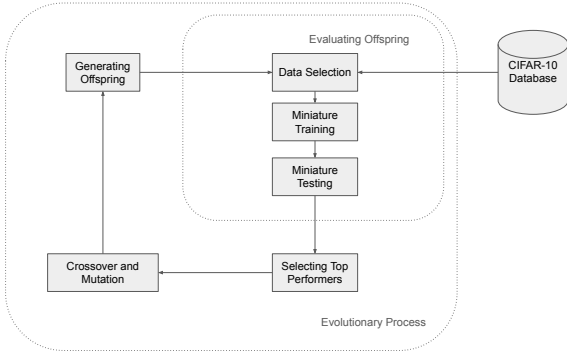 Evaluating Offspring
Generating
Offspring
Data Selection
CIFAR-10
Database
Miniature
Training
Miniature
Testing
Crossover and
Mutation
Selecting Top
Performers
Evolutionary Process